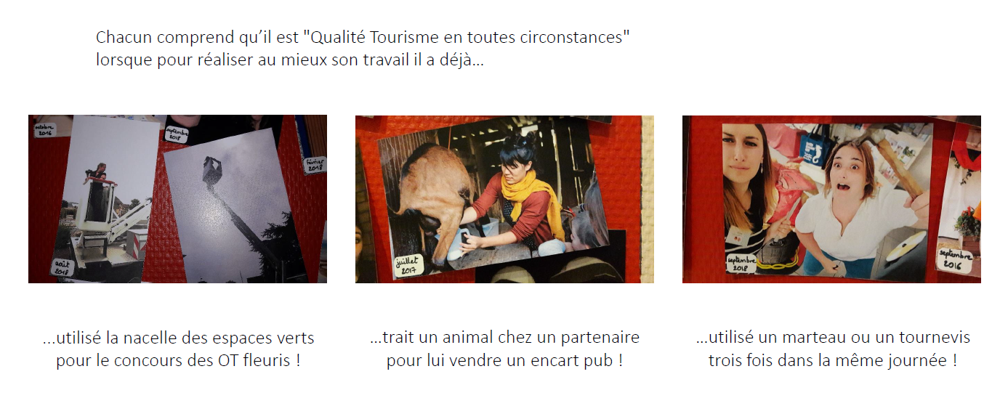 Chacun comprend qu’il est "Qualité Tourisme en toutes circonstances"
lorsque pour réaliser au mieux son travail il a déjà...
octobre
2016
septembre
2018
février
2018
août
2018
juillet
2017
septembre
2018
septembre
2016
...utilisé la nacelle des espaces verts
pour le concours des OT fleuris !
...trait un animal chez un partenaire
pour lui vendre un encart pub !
...utilisé un marteau ou un tournevis
trois fois dans la même journée !